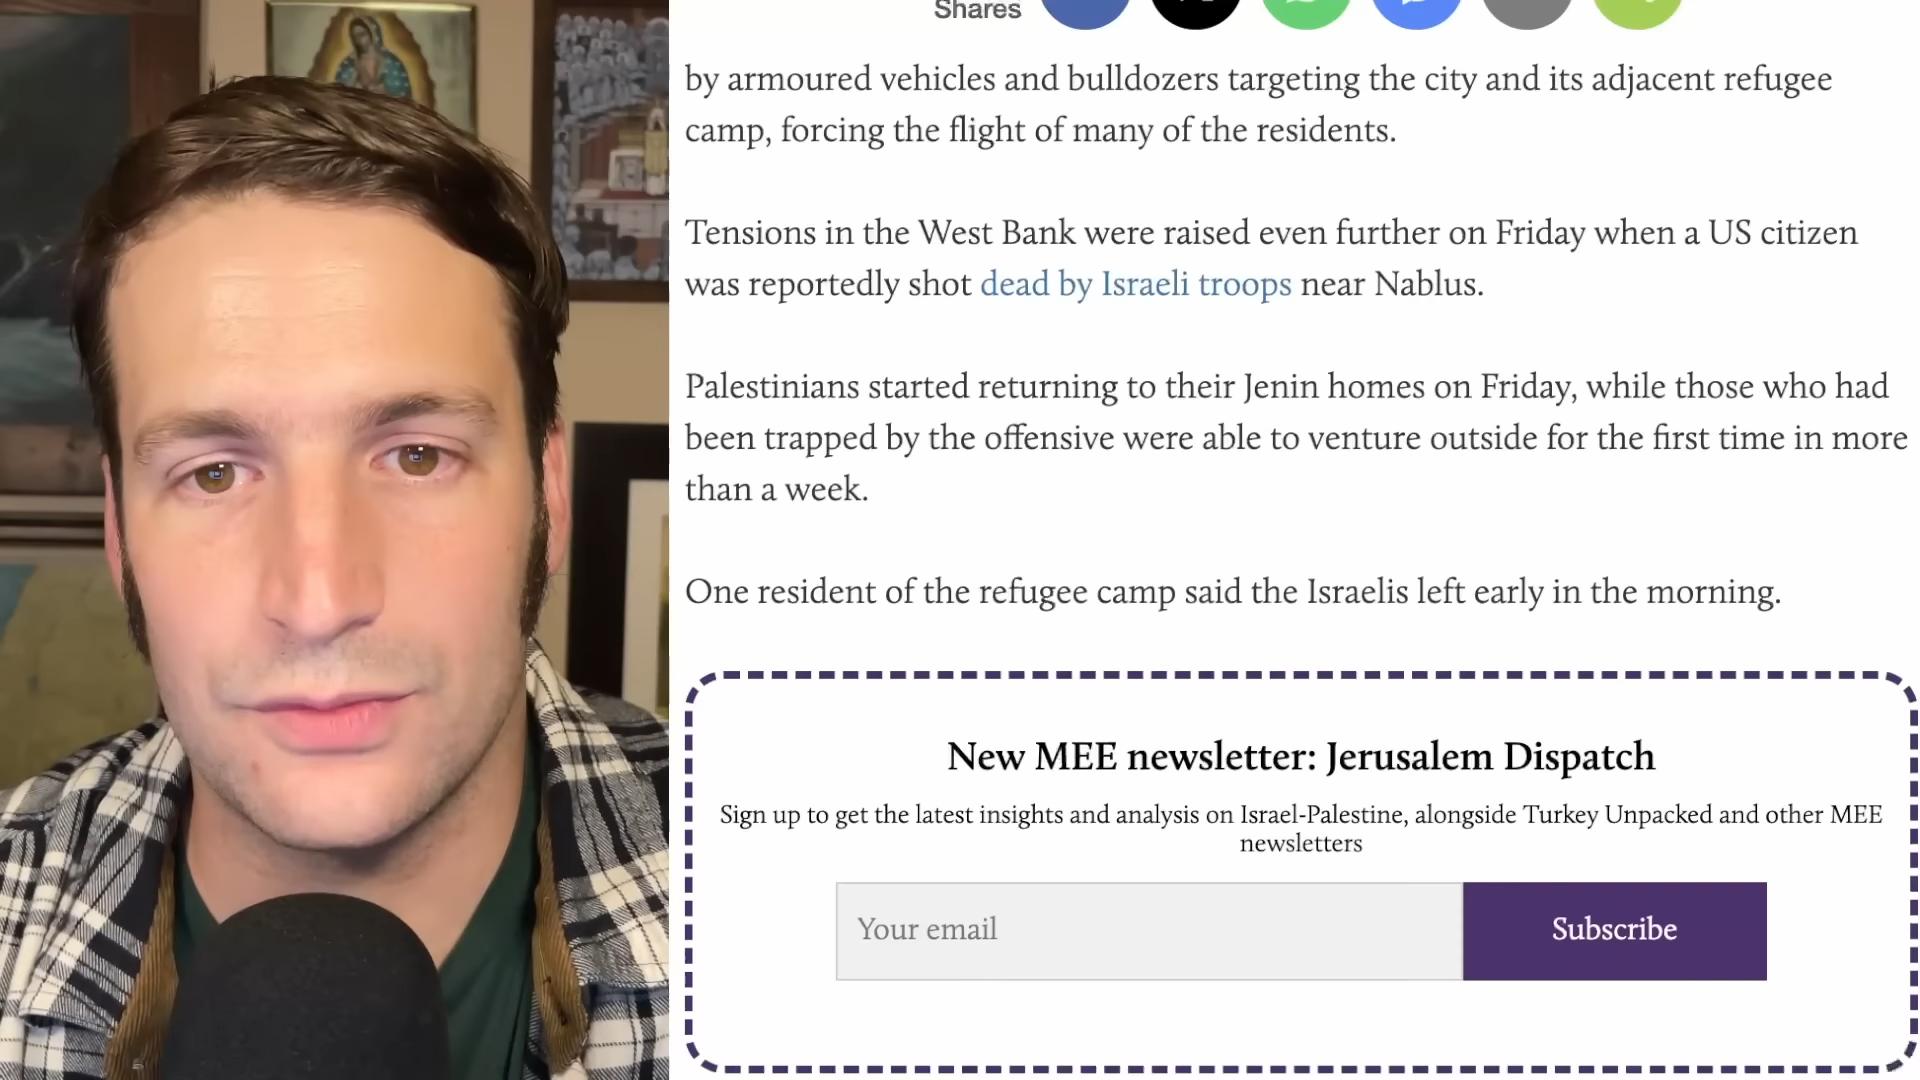 Shares
by armoured vehicles and bulldozers targeting the city and its adjacent refugee
camp, forcing the flight of many of the residents.
Tensions in the West Bank were raised even further on Friday when a US citizen
was reportedly shot dead by Israeli troops near Nablus.
Palestinians started returning to their Jenin homes on Friday, while those who had
been trapped by the offensive were able to venture outside for the first time in more
than a week.
One resident of the refugee camp said the Israelis left early in the morning.
New MEE newsletter: Jerusalem Dispatch
Sign up to get the latest insights and analysis on Israel-Palestine, alongside Turkey Unpacked and other MEE
newsletters
Your email
Subscribe